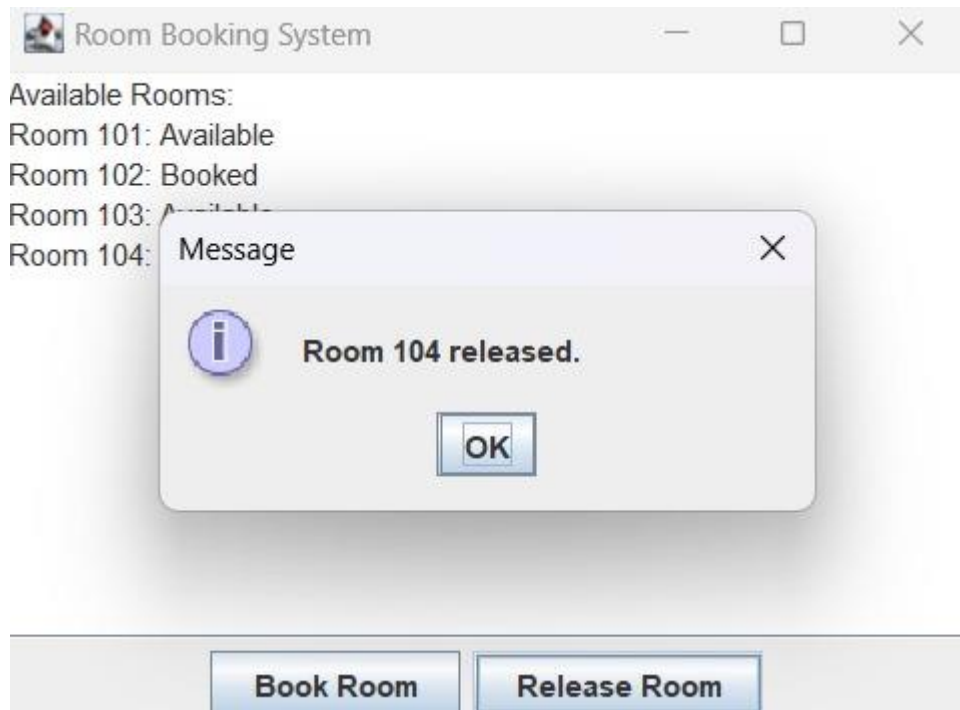 Room Booking System
Available Rooms:
Room 101: Available
Room 102: Booked
Room 103: Available
Room 104:
Message
Room 104 released.
OK
Book Room
Release Room